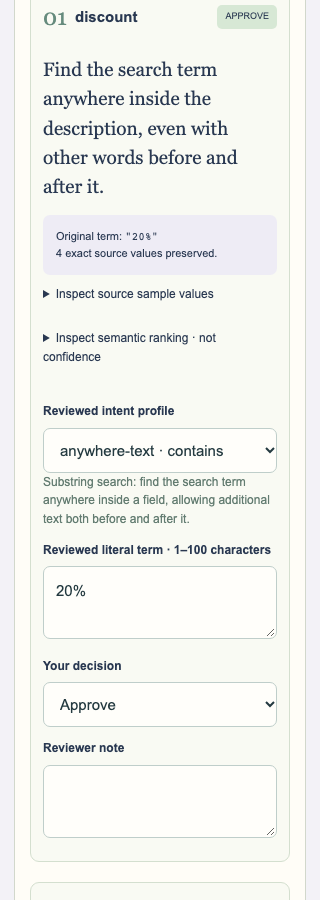 01 discount APPROVE
Find the search term
anywhere inside the
description, even with
other words before and
after it.
Original term: "20%"
4 exact source values preserved.
▶ Inspect source sample values
▶ Inspect semantic ranking · not
confidence
Reviewed intent profile
anywhere-text · contains
Substring search: find the search term
anywhere inside a field, allowing additional
text both before and after it.
Reviewed literal term · 1–100 characters
20%
Your decision
Approve
Reviewer note